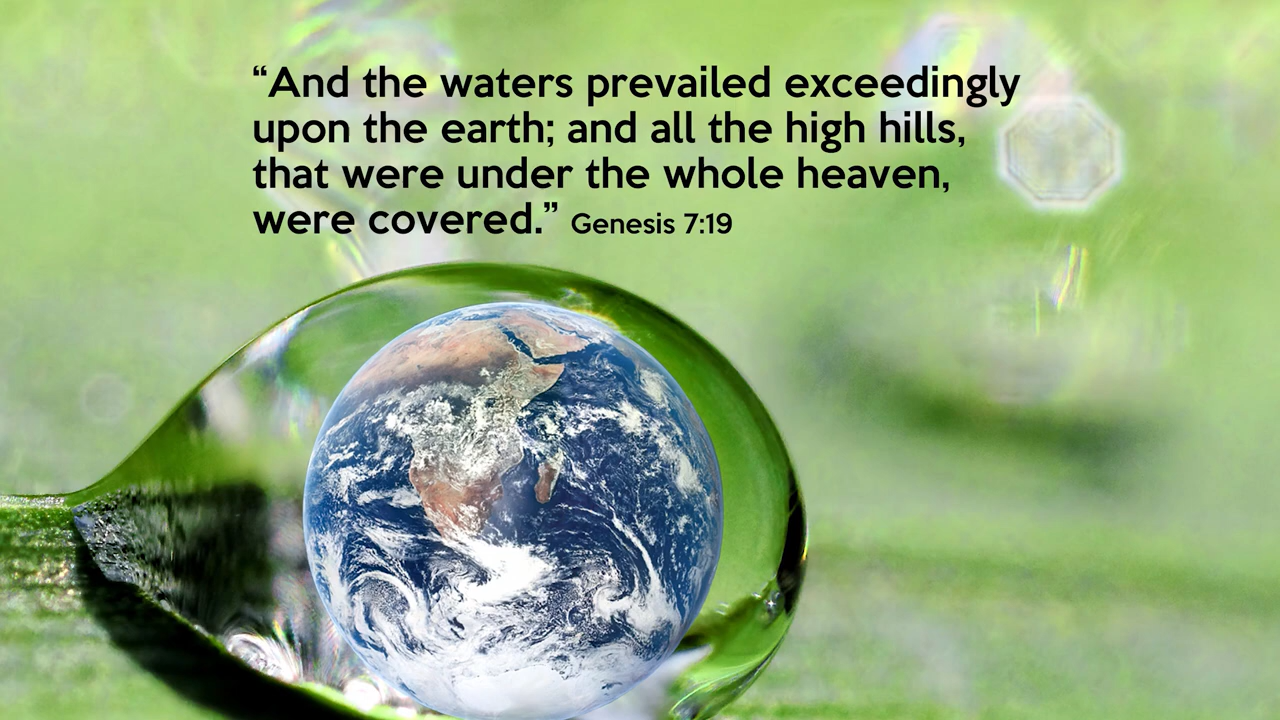 “And the waters prevailed exceedingly
upon the earth; and all the high hills,
that were under the whole heaven,
were covered.” Genesis 7:19